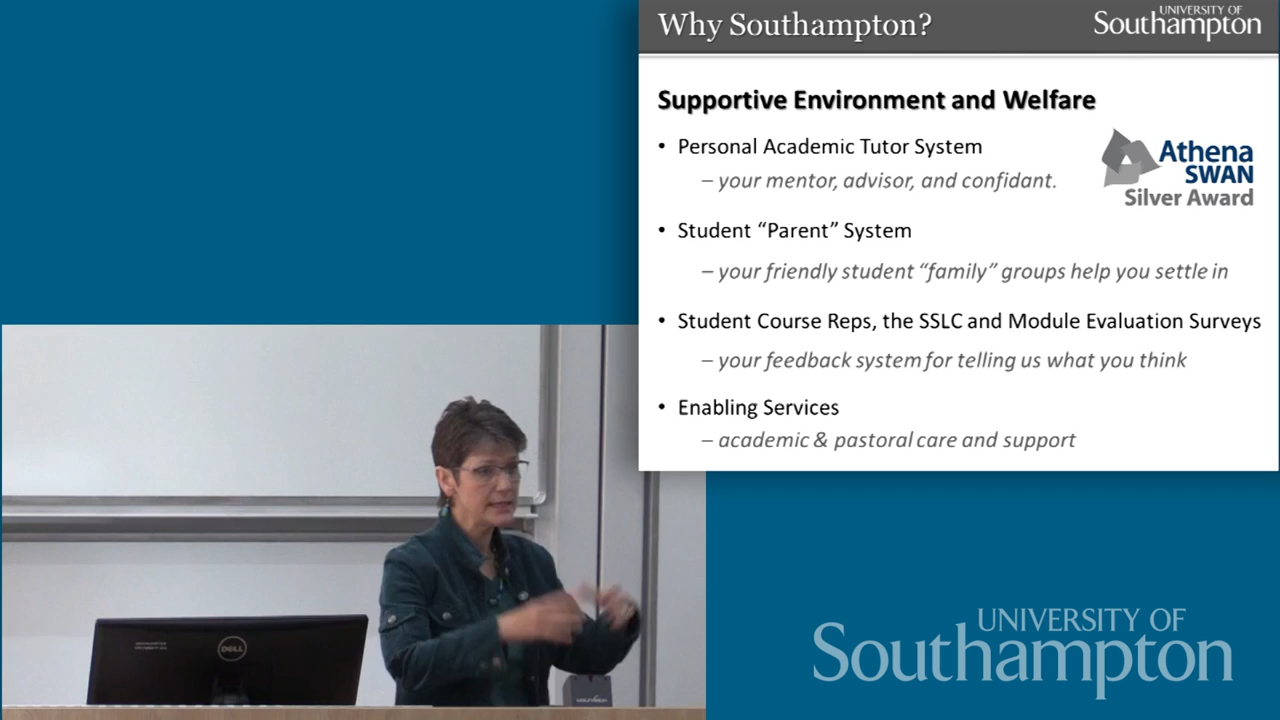 Why Southampton?
UNIVERSITY OF
Southampton
Supportive Environment and Welfare
• Personal Academic Tutor System
– your mentor, advisor, and confidant.
Athena
SWAN
Silver Award
• Student “Parent” System
– your friendly student “family” groups help you settle in
• Student Course Reps, the SSLC and Module Evaluation Surveys
– your feedback system for telling us what you think
• Enabling Services
– academic & pastoral care and support
DELL
UNIVERSITY OF
Southampton